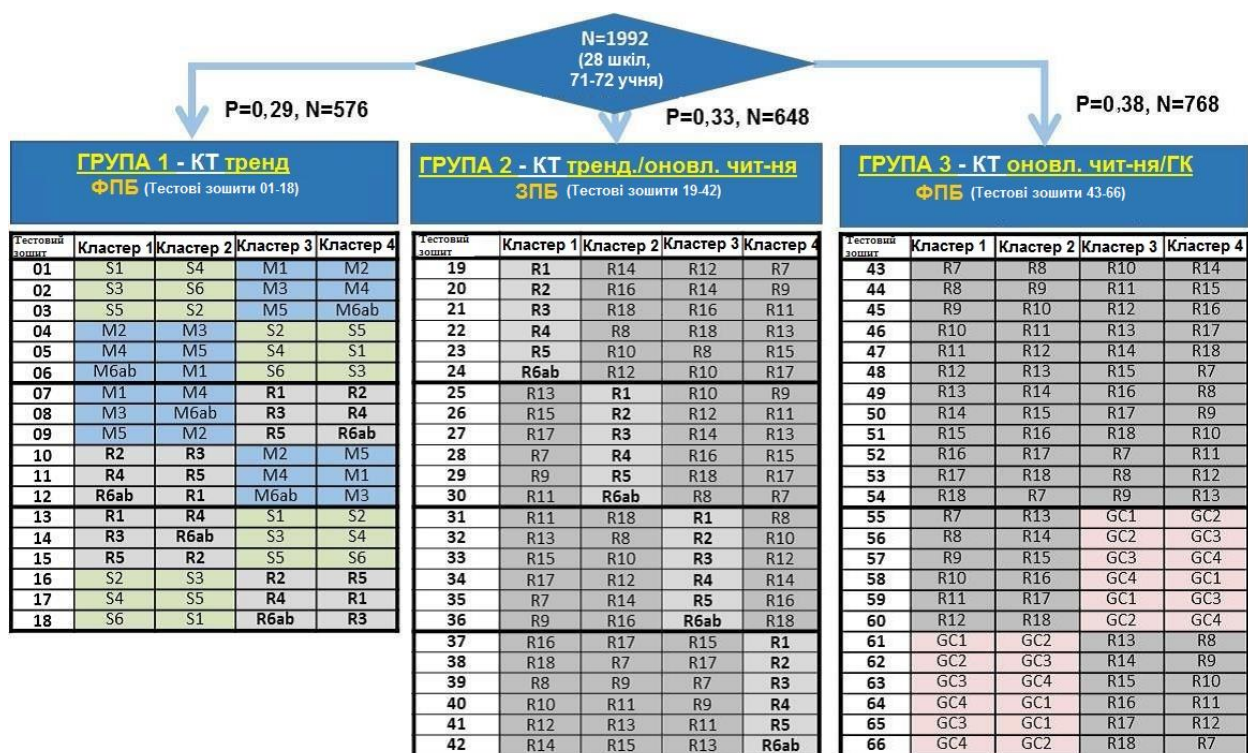 N=1992
(28 шкіл,
71-72 учня)
P=0,29, N=576
P=0,33, N=648
P=0,38, N=768
ГРУПА 1 - КТ тренд
ФПБ (Тестові зошити 01-18)
ГРУПА 2 - КТ тренд./оновл. чит-ня
ЗПБ (Тестові зошити 19-42)
ГРУПА 3 - КТ оновл. чит-ня/ГК
ФПБ (Тестові зошити 43-66)
Тестовий зошит Кластер 1 Кластер 2 Кластер 3 Кластер 4
01 S1 S4 M1 M2
02 S3 S6 M3 M4
03 S5 S2 M5 M6ab
04 M2 M3 S2 S5
05 M4 M5 S4 S1
06 M6ab M1 S6 S3
07 M1 M4 R1 R2
08 M3 M6ab R3 R4
09 M5 M2 R5 R6ab
10 R2 R3 M2 M5
11 R4 R5 M4 M1
12 R6ab R1 M6ab M3
13 R1 R4 S1 S2
14 R3 R6ab S3 S4
15 R5 R2 S5 S6
16 S2 S3 R2 R5
17 S4 S5 R4 R1
18 S6 S1 R6ab R3
Тестовий зошит Кластер 1 Кластер 2 Кластер 3 Кластер 4
19 R1 R14 R12 R7
20 R2 R16 R14 R9
21 R3 R18 R16 R11
22 R4 R8 R18 R13
23 R5 R10 R8 R15
24 R6ab R12 R10 R17
25 R13 R1 R10 R9
26 R15 R2 R12 R11
27 R17 R3 R14 R13
28 R7 R4 R16 R15
29 R9 R5 R18 R17
30 R11 R6ab R8 R7
31 R11 R18 R1 R8
32 R13 R8 R2 R10
33 R15 R10 R3 R12
34 R17 R12 R4 R14
35 R7 R14 R5 R16
36 R9 R16 R6ab R18
37 R16 R17 R15 R1
38 R18 R7 R17 R2
39 R8 R9 R7 R3
40 R10 R11 R9 R4
41 R12 R13 R11 R5
42 R14 R15 R13 R6ab
Тестовий зошит Кластер 1 Кластер 2 Кластер 3 Кластер 4
43 R7 R8 R10 R14
44 R8 R9 R11 R15
45 R9 R10 R12 R16
46 R10 R11 R13 R17
47 R11 R12 R14 R18
48 R12 R13 R15 R7
49 R13 R14 R16 R8
50 R14 R15 R17 R9
51 R15 R16 R18 R10
52 R16 R17 R7 R11
53 R17 R18 R8 R12
54 R18 R7 R9 R13
55 R7 R13 GC1 GC2
56 R8 R14 GC2 GC3
57 R9 R15 GC3 GC4
58 R10 R16 GC4 GC1
59 R11 R17 GC1 GC3
60 R12 R18 GC2 GC4
61 GC1 GC2 R13 R8
62 GC2 GC3 R14 R9
63 GC3 GC4 R15 R10
64 GC4 GC1 R16 R11
65 GC3 GC1 R17 R12
66 GC4 GC2 R18 R7